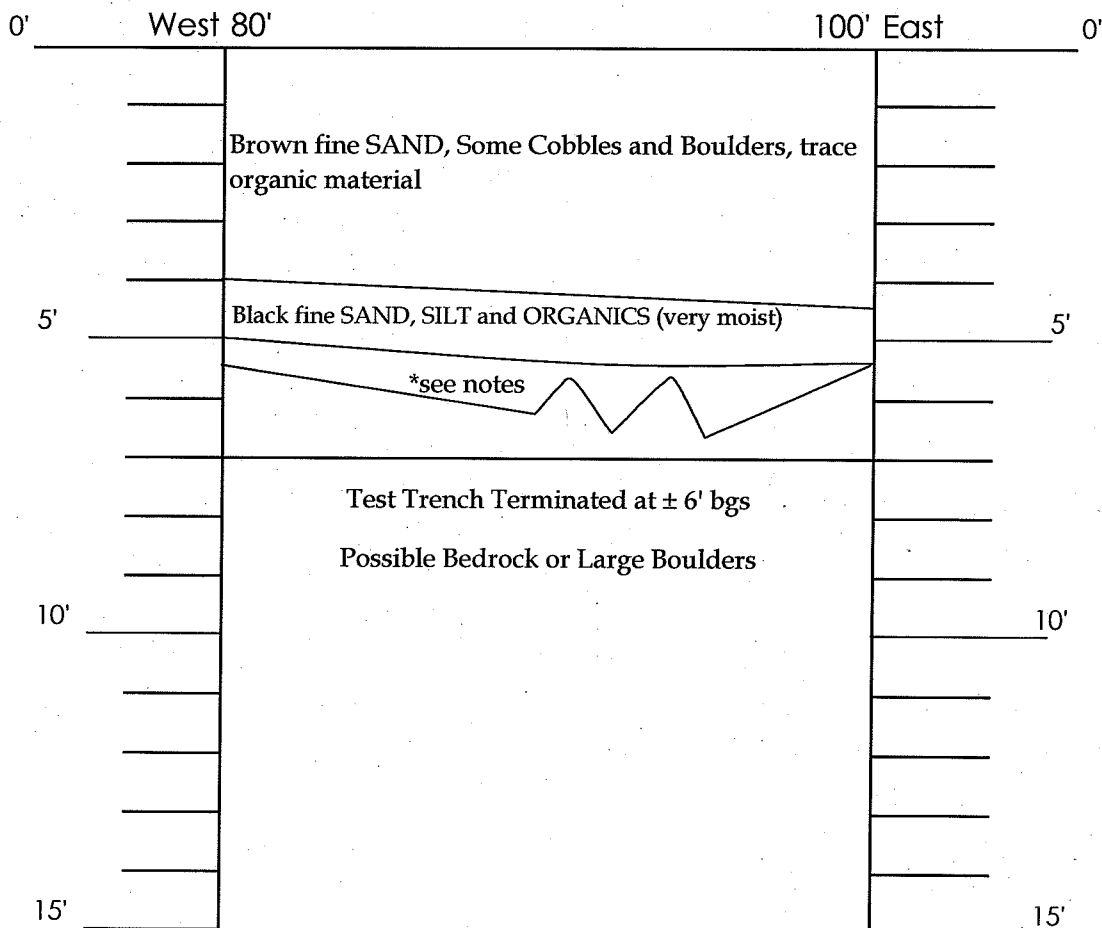 0' West 80' 100' East 0'
Brown fine SAND, Some Cobbles and Boulders, trace
organic material
Black fine SAND, SILT and ORGANICS (very moist)
5' 5'
*see notes
Test Trench Terminated at ± 6' bgs
Possible Bedrock or Large Boulders
10' 10'
15' 15'